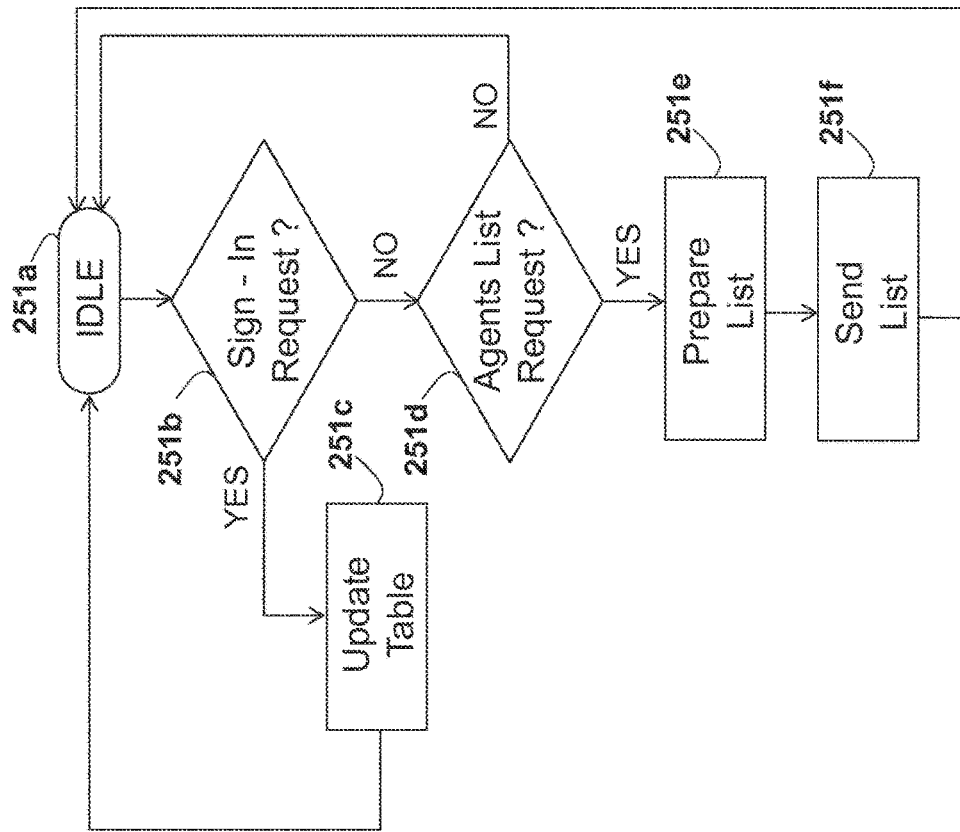 251a
IDLE
251b
Sign - In
Request ?
YES
NO
251c
Update
Table
251d
Agents List
Request ?
NO
YES
251e
Prepare
List
251f
Send
List